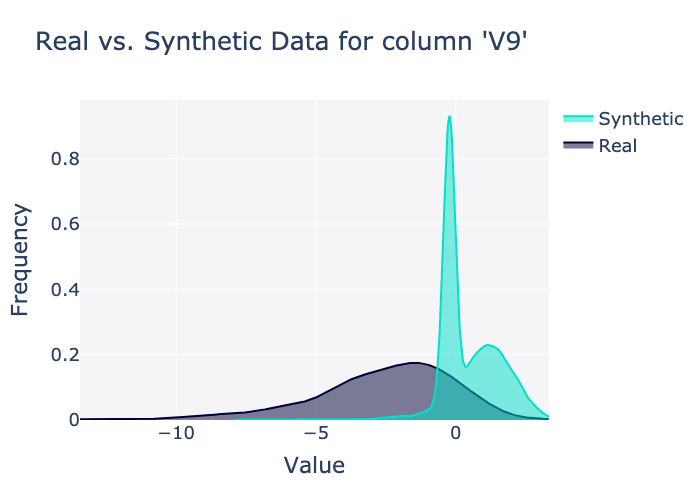 Real vs. Synthetic Data for column 'V9'
Synthetic
Real
Frequency
0.8
0.6
0.4
0.2
0
−10
−5
0
Value